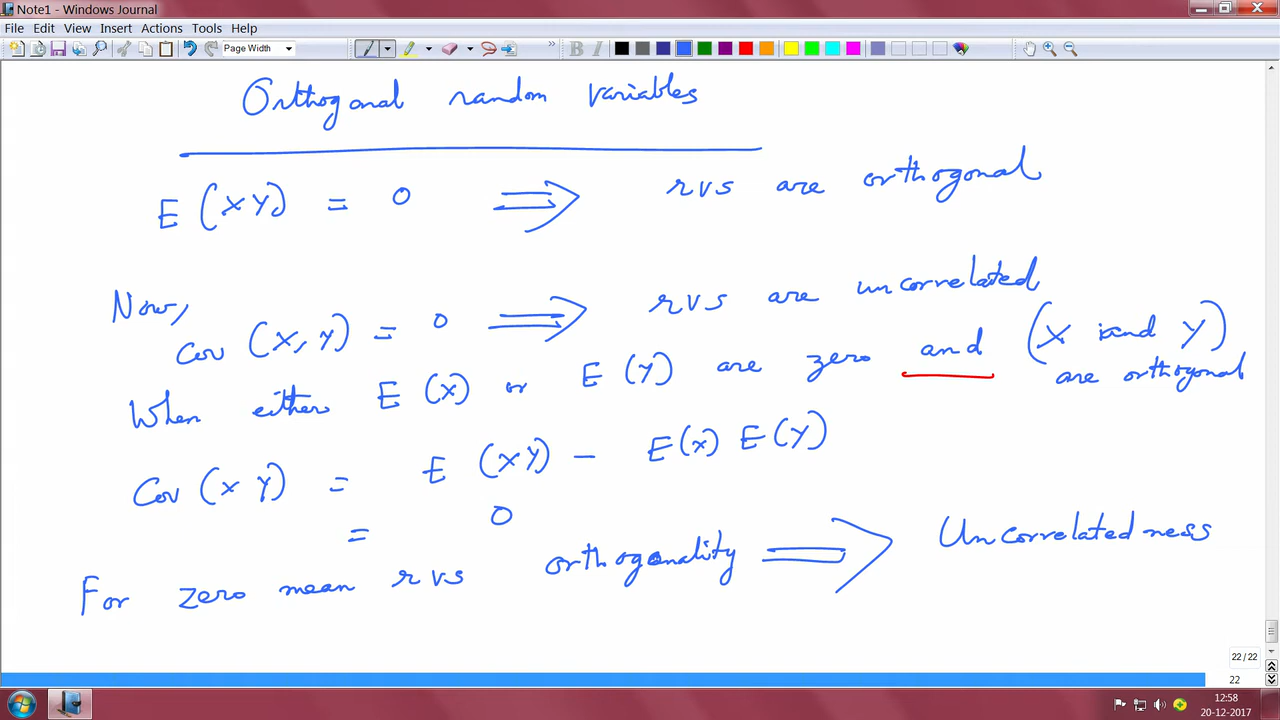 Note1 - Windows Journal
File Edit View Insert Actions Tools Help
Page Width
Orthogonal random variables
E (XY) = 0 ⟹ rvs are orthogonal
Now,
Cov (X, Y) = 0 ⟹ rvs are uncorrelated
When either E (X) or E (Y) are zero and (X and Y)
are orthogonal
Cov (X Y) = E (XY) - E(X) E(Y)
= 0
For zero mean rvs orthogonality ⟹ Uncorrelatedness
22 / 22
22
12:58
20-12-2017